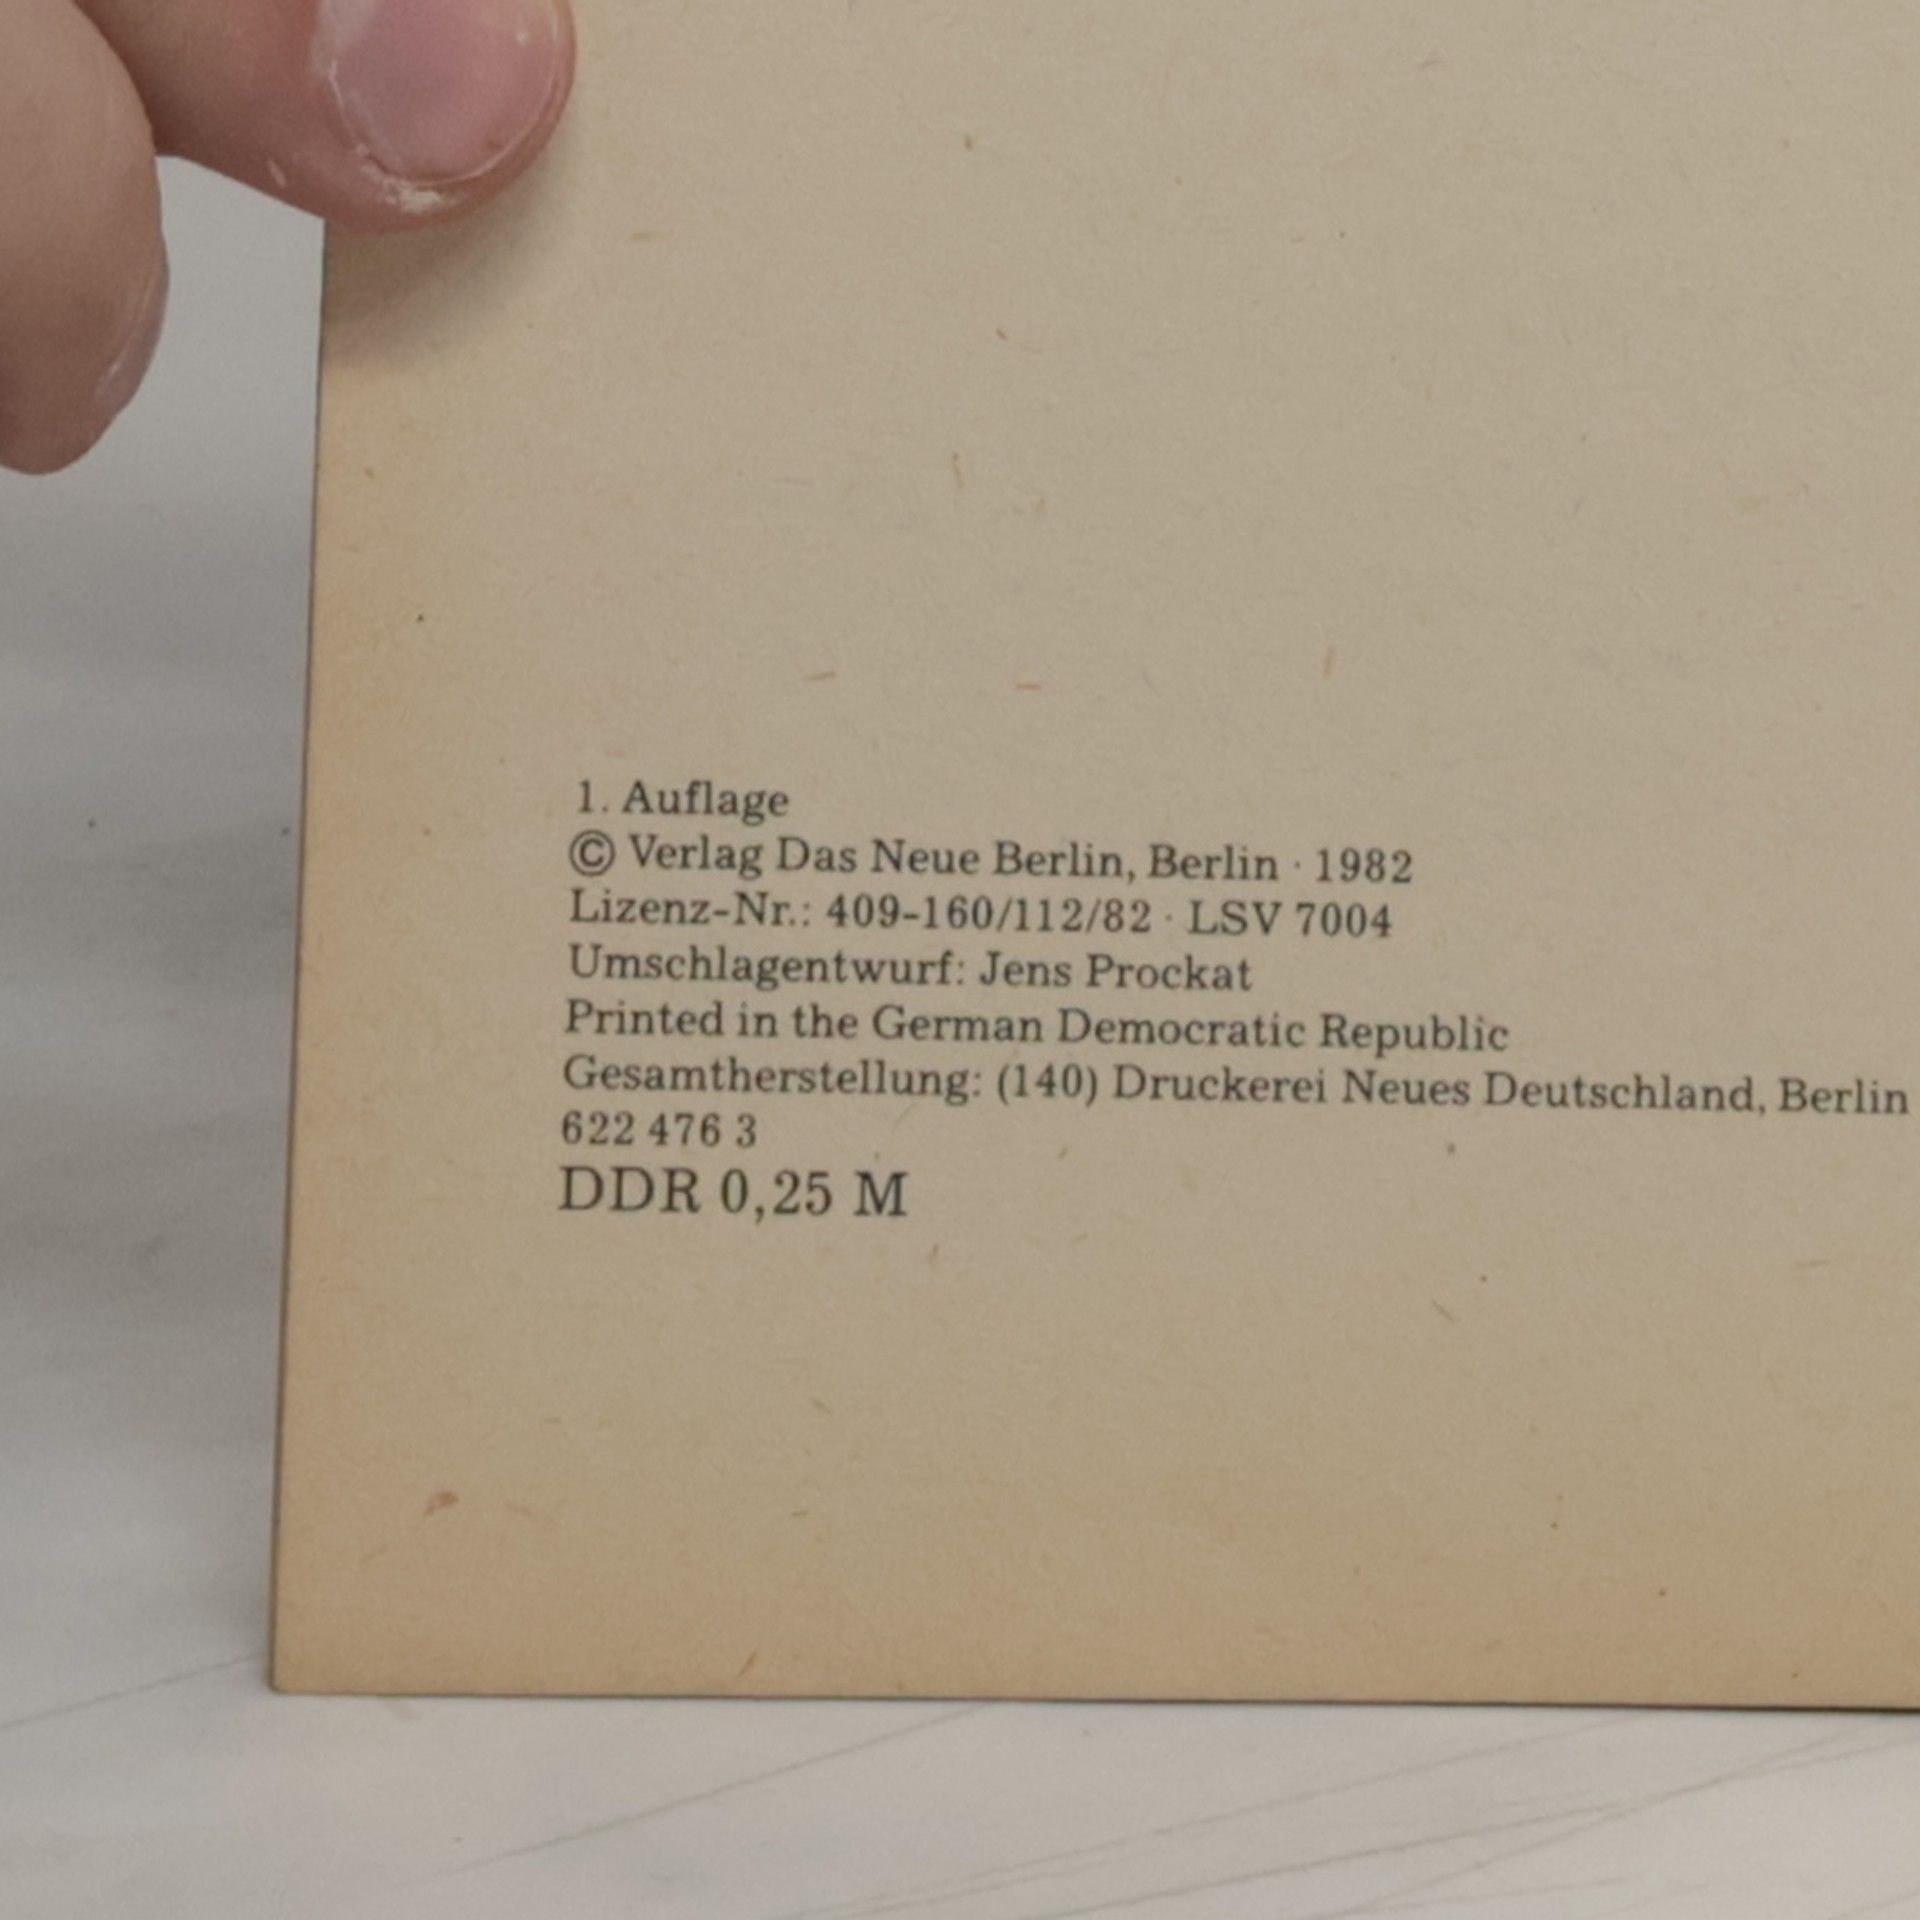 1. Auflage
© Verlag Das Neue Berlin, Berlin · 1982
Lizenz-Nr.: 409-160/112/82 · LSV 7004
Umschlagentwurf: Jens Prockat
Printed in the German Democratic Republic
Gesamtherstellung: (140) Druckerei Neues Deutschland, Berlin
622 476 3
DDR 0,25 M